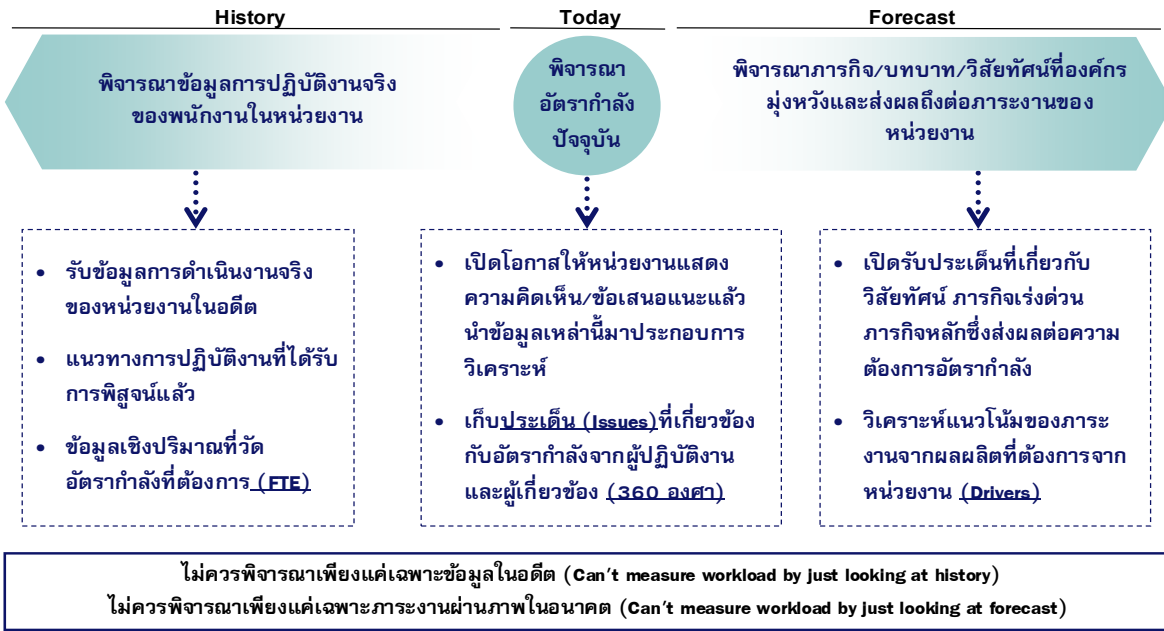 History
Today
Forecast
พิจารณาข้อมูลการปฏิบัติงานจริง
ของพนักงานในหน่วยงาน
พิจารณา
อัตรากำลัง
ปัจจุบัน
พิจารณาภารกิจ/บทบาท/วิสัยทัศน์ที่องค์กร
มุ่งหวังและส่งผลถึงต่อภาระงานของ
หน่วยงาน
• รับข้อมูลการดำเนินงานจริง
ของหน่วยงานในอดีต
• แนวทางการปฏิบัติงานที่ได้รับ
การพิสูจน์แล้ว
• ข้อมูลเชิงปริมาณที่วัด
อัตรากำลังที่ต้องการ (FTE)
• เปิดโอกาสให้หน่วยงานแสดง
ความคิดเห็น/ข้อเสนอแนะแล้ว
นำข้อมูลเหล่านี้มาประกอบการ
วิเคราะห์
• เก็บประเด็น (Issues)ที่เกี่ยวข้อง
กับอัตรากำลังจากผู้ปฏิบัติงาน
และผู้เกี่ยวข้อง (360 องศา)
• เปิดรับประเด็นที่เกี่ยวกับ
วิสัยทัศน์ ภารกิจเร่งด่วน
ภารกิจหลักซึ่งส่งผลต่อความ
ต้องการอัตรากำลัง
• วิเคราะห์แนวโน้มของภาระ
งานจากผลผลิตที่ต้องการจาก
หน่วยงาน (Drivers)
ไม่ควรพิจารณาเพียงแค่เฉพาะข้อมูลในอดีต (Can't measure workload by just looking at history)
ไม่ควรพิจารณาเพียงแค่เฉพาะภาระงานผ่านภาพในอนาคต (Can't measure workload by just looking at forecast)